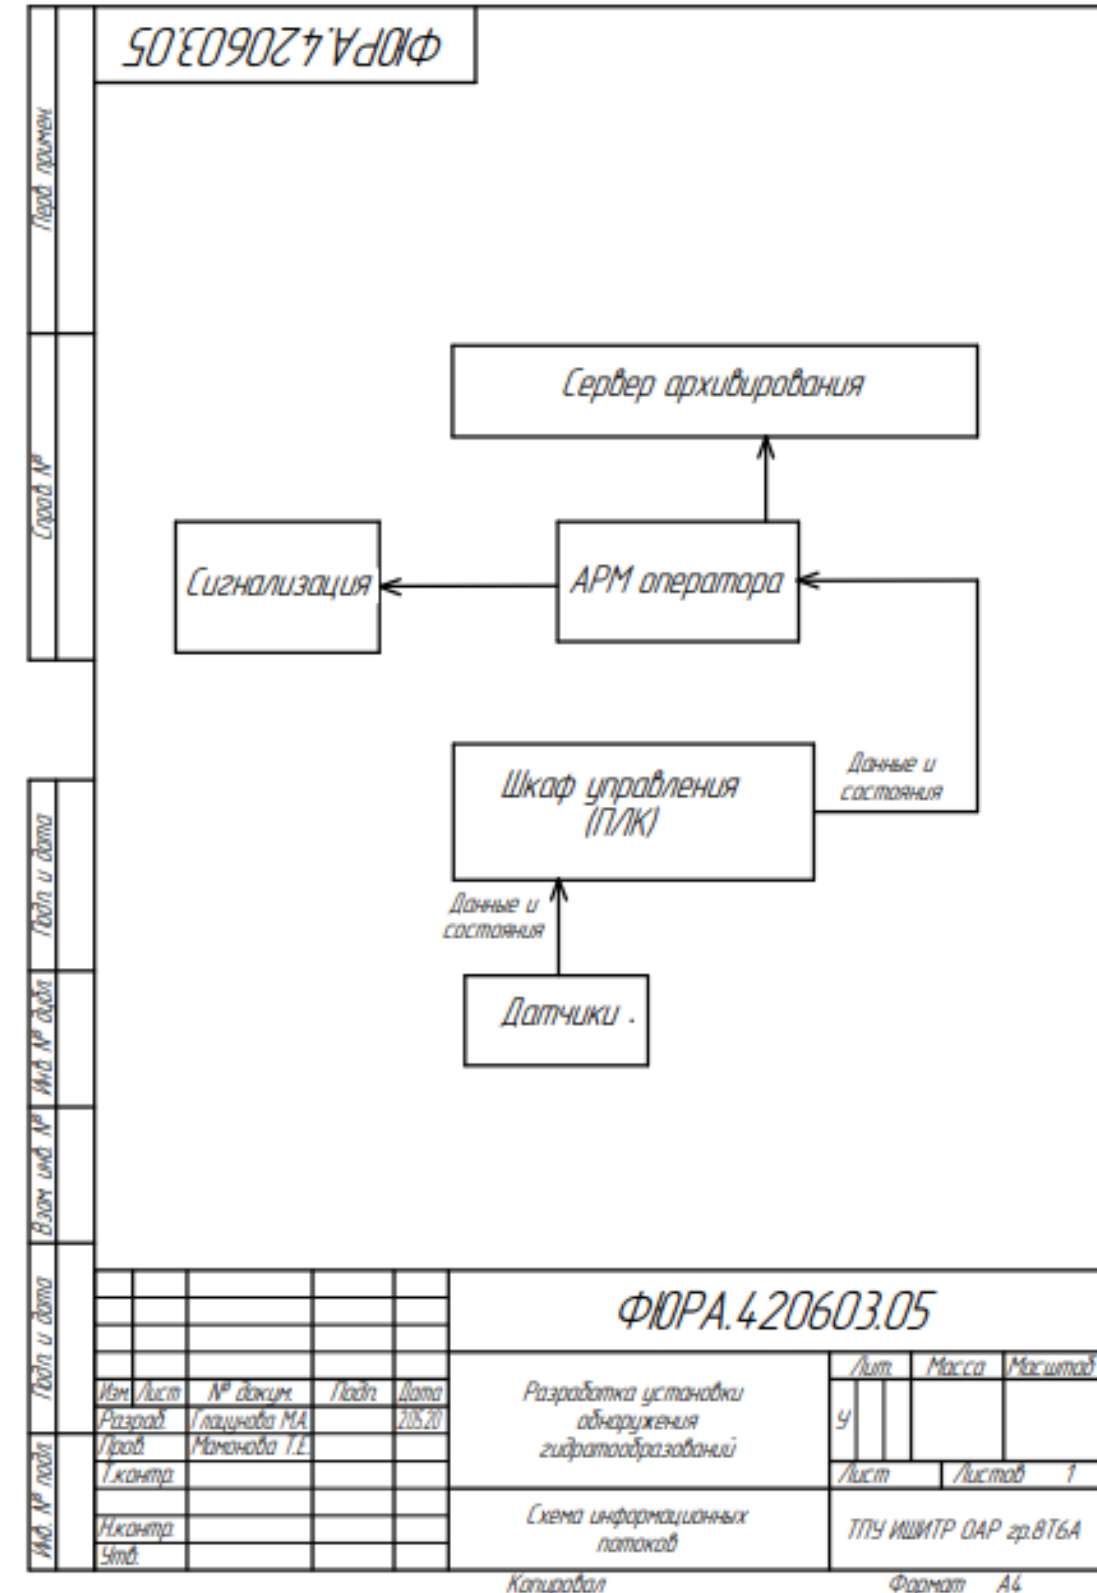 ФЮРА.420603.05
Перв. примен.
Справ. №
Сервер архивирования
Сигнализация
АРМ оператора
Шкаф управления
(ПЛК)
Данные и
состояния
Данные и
состояния
Датчики .
Подп. и дата
Инв. № дубл.
Взам. инв. №
Подп. и дата
Инв. № подл.
ФЮРА.420603.05
Изм. Лист № докум. Подп. Дата
Разраб. Глацунова М.А. 2.05.20
Пров. Мамонова Т.Е.
Т.контр.
Н.контр.
Утв.
Разработка установки
обнаружения
гидратообразований
Схема информационных
потоков
Лит. Масса Масштаб
У
Лист Листов 1
ТПУ ИШИТР ОАР гр.8Т6А
Копировал Формат А4